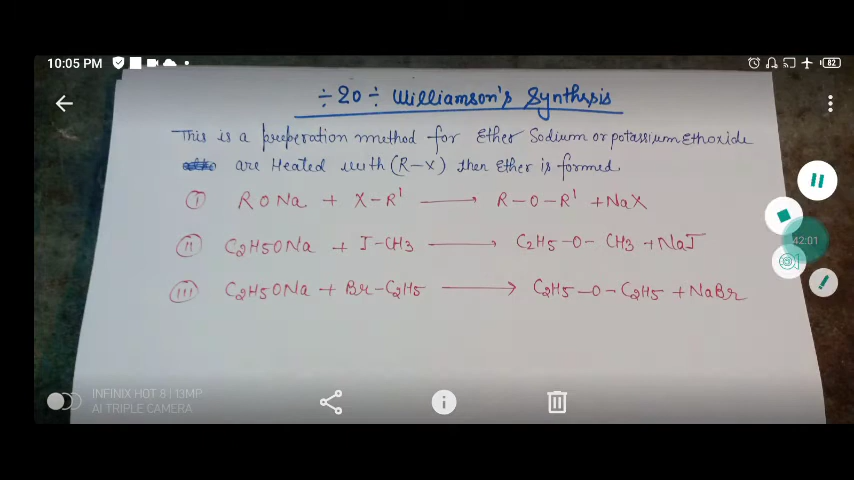 10:05 PM
82
÷ 20 ÷ Williamson's Synthesis
This is a preperation method for Ether Sodium or potassium Ethoxide
are Heated with (R-X) then Ether is formed.
I RONa + X-R' → R-O-R' + NaX
II C2H5ONa + I-CH3 → C2H5-O-CH3 + NaI
III C2H5ONa + Br-C2H5 → C2H5-O-C2H5 + NaBr
42:01
INFINIX HOT 8 | 13MP
AI TRIPLE CAMERA